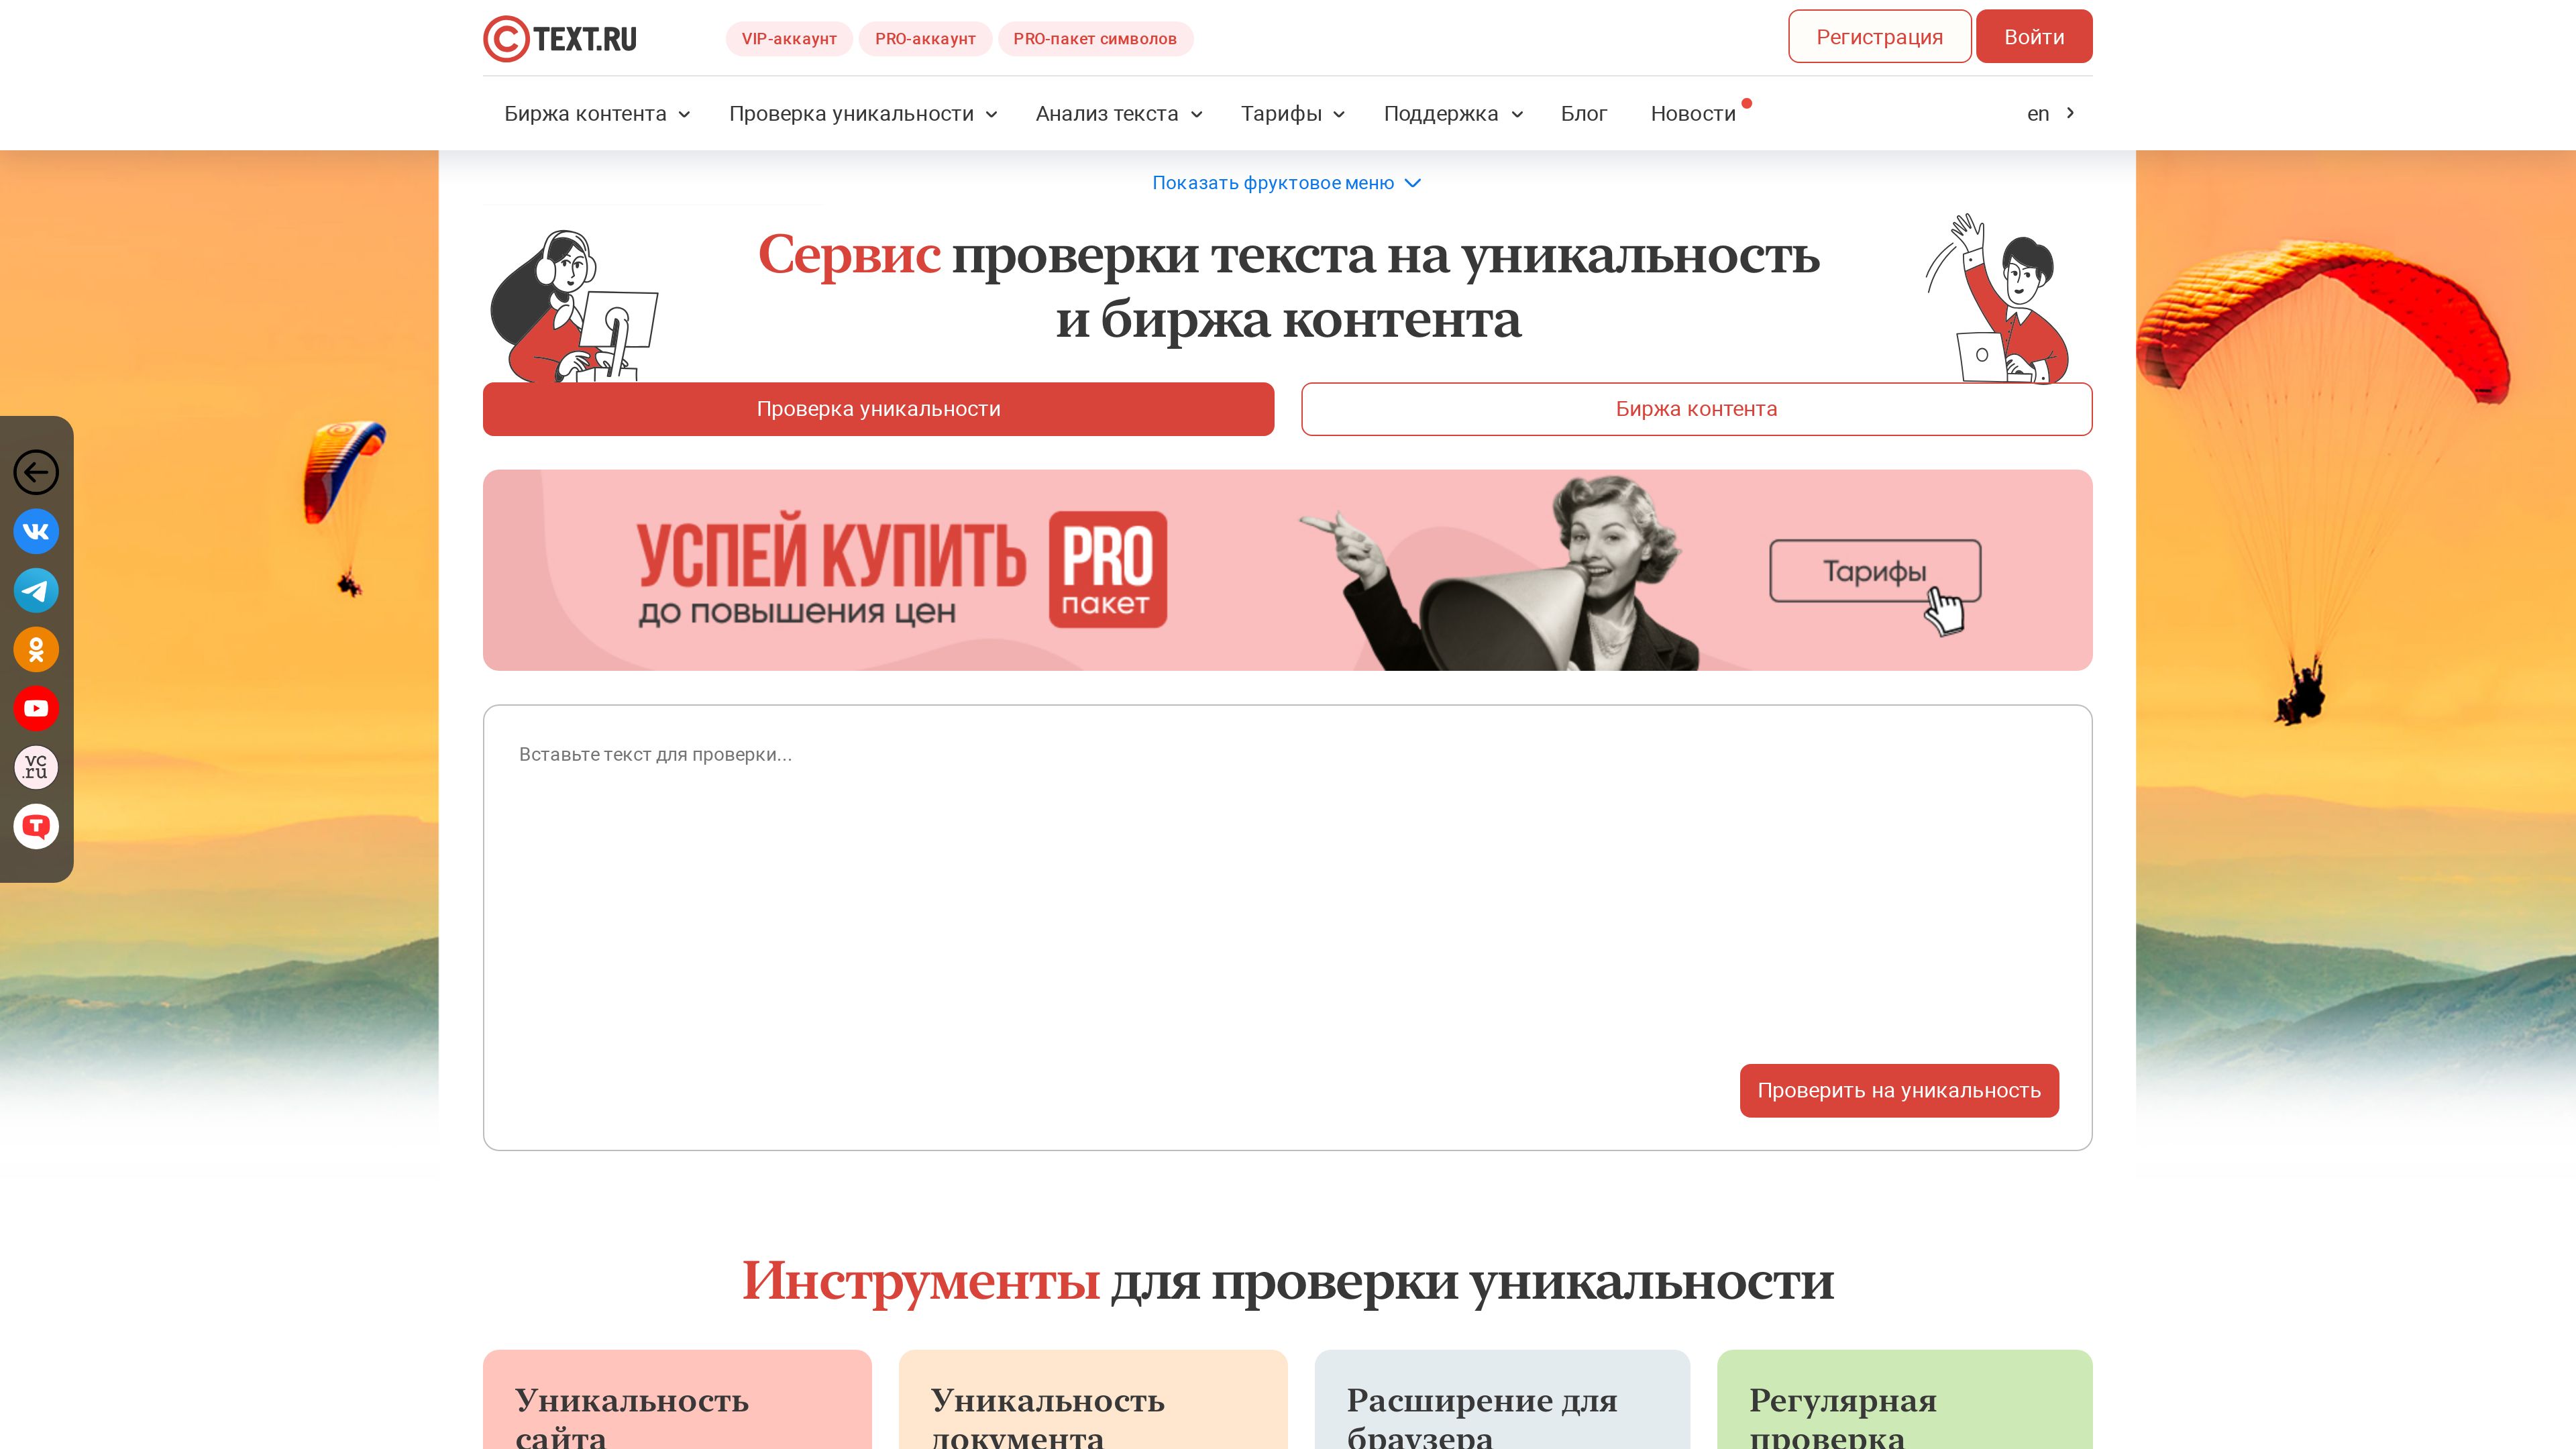 TEXT.RU
VIP-аккаунт
PRO-аккаунт
PRO-пакет символов
Регистрация
Войти
Биржа контента
Проверка уникальности
Анализ текста
Тарифы
Поддержка
Блог
Новости
en
Показать фруктовое меню
Сервис проверки текста на уникальность
и биржа контента
Проверка уникальности
Биржа контента
УСПЕЙ КУПИТЬ
до повышения цен
PRO
пакет
Тарифы
vc
.ru
Вставьте текст для проверки...
Проверить на уникальность
Инструменты для проверки уникальности
Уникальность
сайта
Уникальность
документа
Расширение для
браузера
Регулярная
проверка